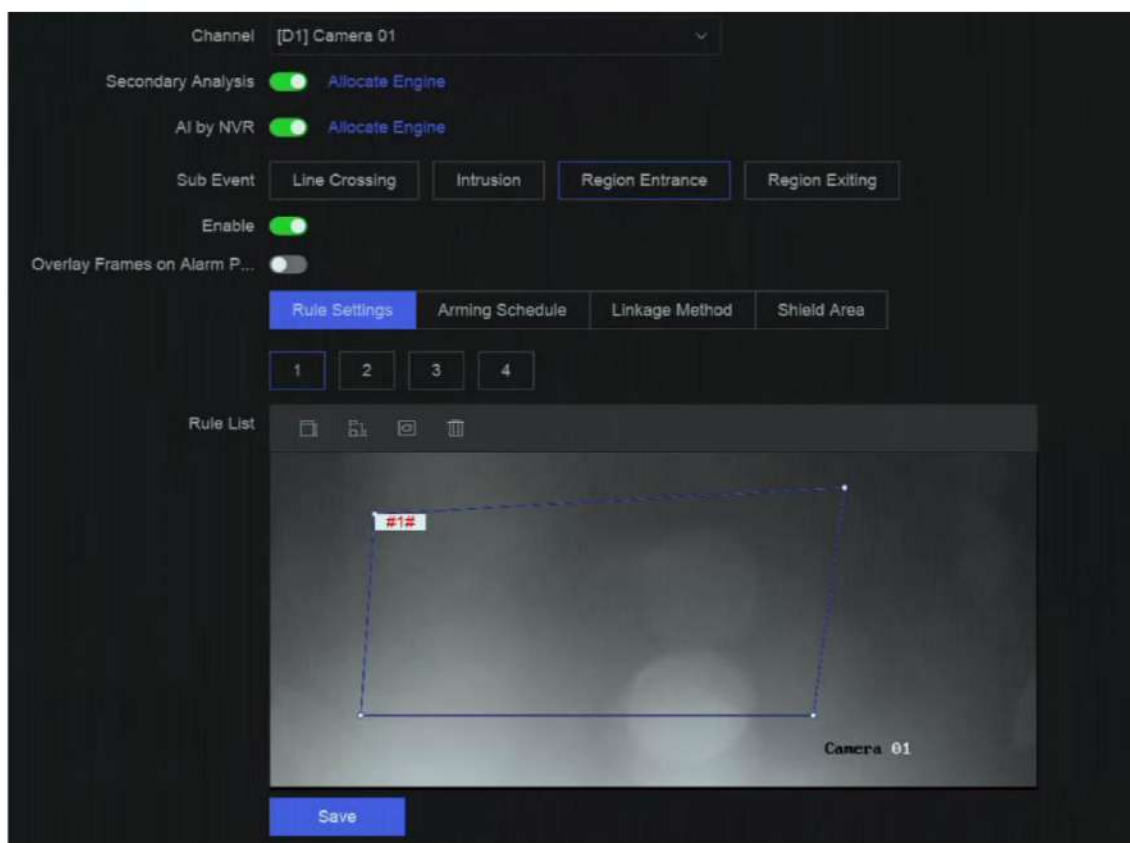 Channel [D1] Camera 01
Secondary Analysis Allocate Engine
AI by NVR Allocate Engine
Sub Event Line Crossing Intrusion Region Entrance Region Exiting
Enable
Overlay Frames on Alarm P...
Rule Settings Arming Schedule Linkage Method Shield Area
1 2 3 4
Rule List
#1#
Camera 01
Save